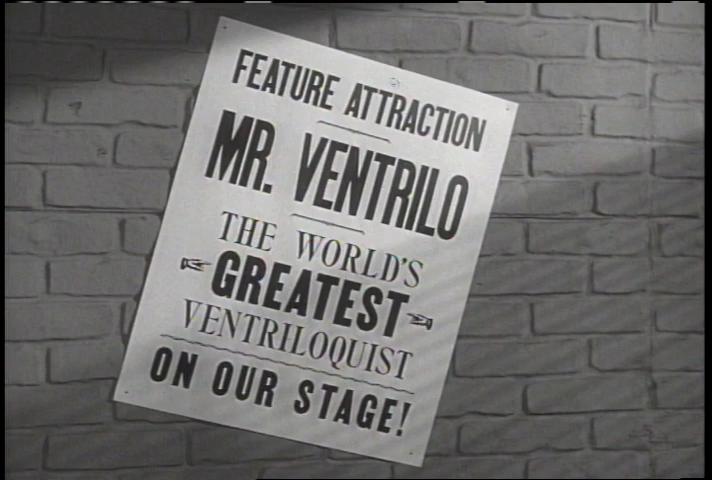 FEATURE ATTRACTION
MR. VENTRILO
THE WORLD'S
GREATEST
VENTRILOQUIST
ON OUR STAGE!